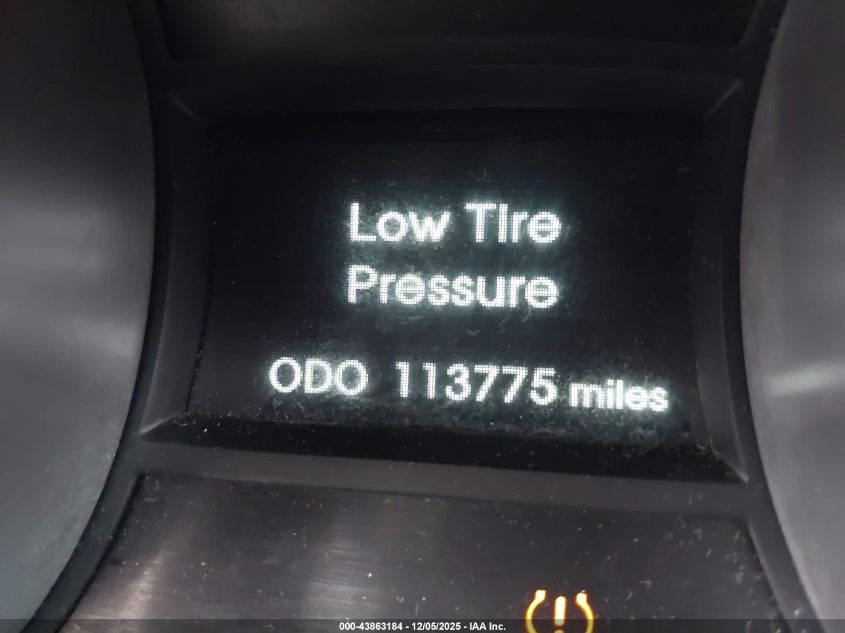 Low Tire
Pressure
ODO 113775 miles
000-43863184 - 12/05/2025 - IAA Inc.